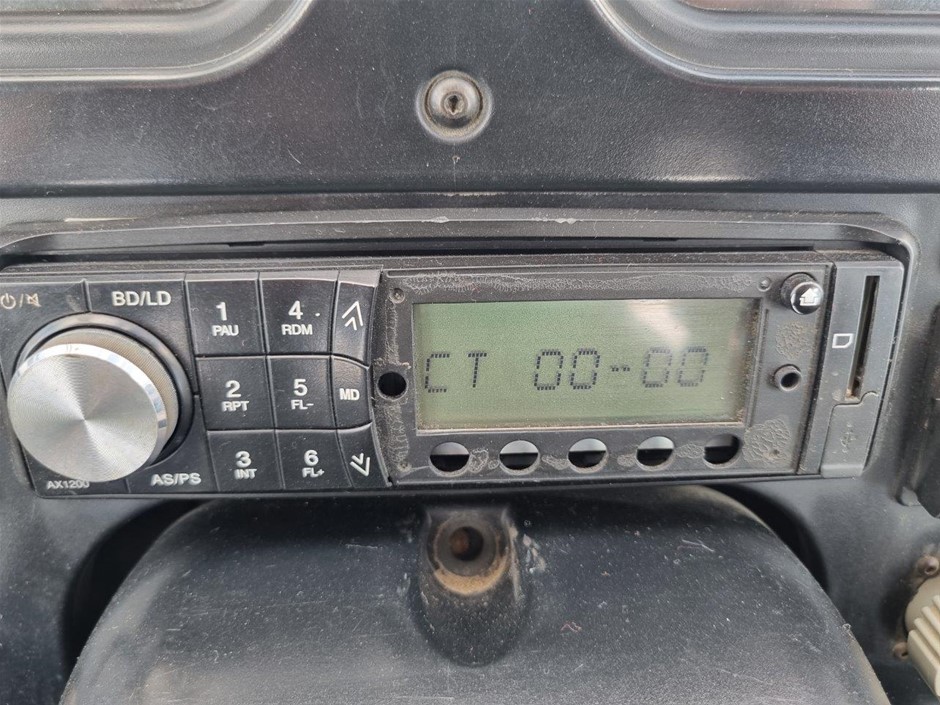 BD/LD
1
PAU
4
RDM
2
RPT
5
FL-
MD
3
INT
6
FL+
AX1200
AS/PS
CT 00-00